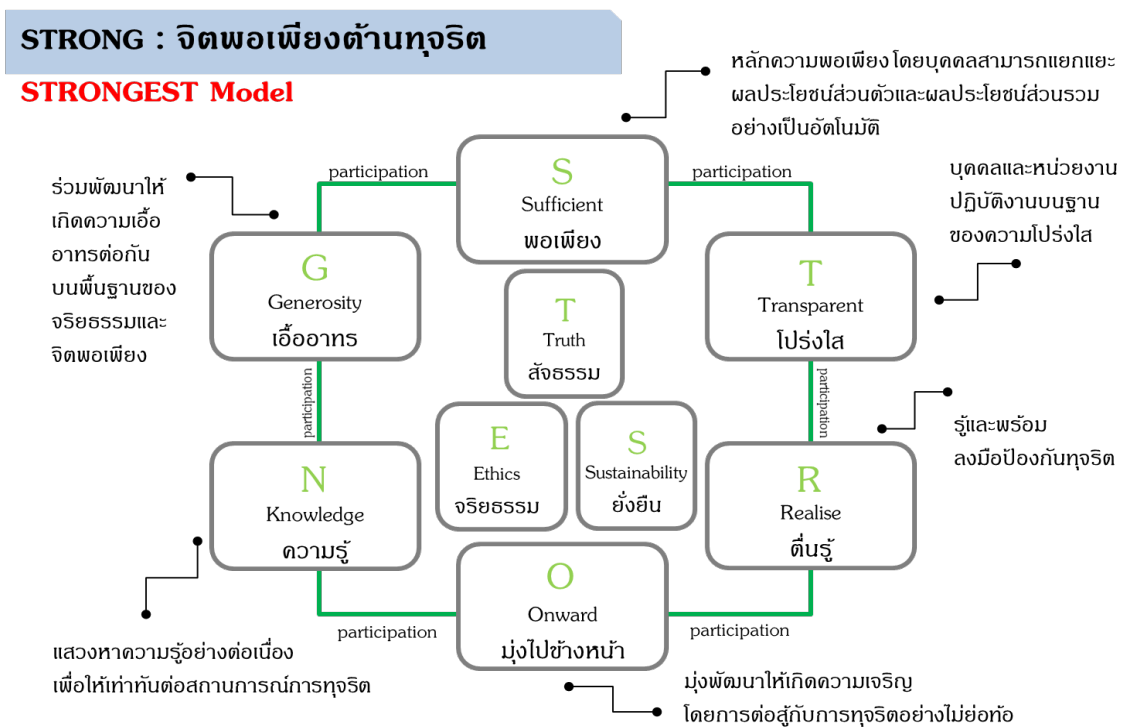 STRONG : จิตพอเพียงต้านทุจริต
STRONGEST Model
หลักความพอเพียง โดยบุคคลสามารถแยกแยะ
ผลประโยชน์ส่วนตัวและผลประโยชน์ส่วนรวม
อย่างเป็นอัตโนมัติ
participation
S
Sufficient
พอเพียง
participation
บุคคลและหน่วยงาน
ปฏิบัติงานบนฐาน
ของความโปร่งใส
ร่วมพัฒนาให้
เกิดความเอื้อ
อาทรต่อกัน
บนพื้นฐานของ
จริยธรรมและ
จิตพอเพียง
G
Generosity
เอื้ออาทร
T
Truth
สัจธรรม
T
Transparent
โปร่งใส
participation
participation
E
Ethics
จริยธรรม
S
Sustainability
ยั่งยืน
รู้และพร้อม
ลงมือป้องกันทุจริต
N
Knowledge
ความรู้
R
Realise
ตื่นรู้
O
Onward
มุ่งไปข้างหน้า
participation
participation
แสวงหาความรู้อย่างต่อเนื่อง
เพื่อให้เท่าทันต่อสถานการณ์การทุจริต
มุ่งพัฒนาให้เกิดความเจริญ
โดยการต่อสู้กับการทุจริตอย่างไม่ย่อท้อ